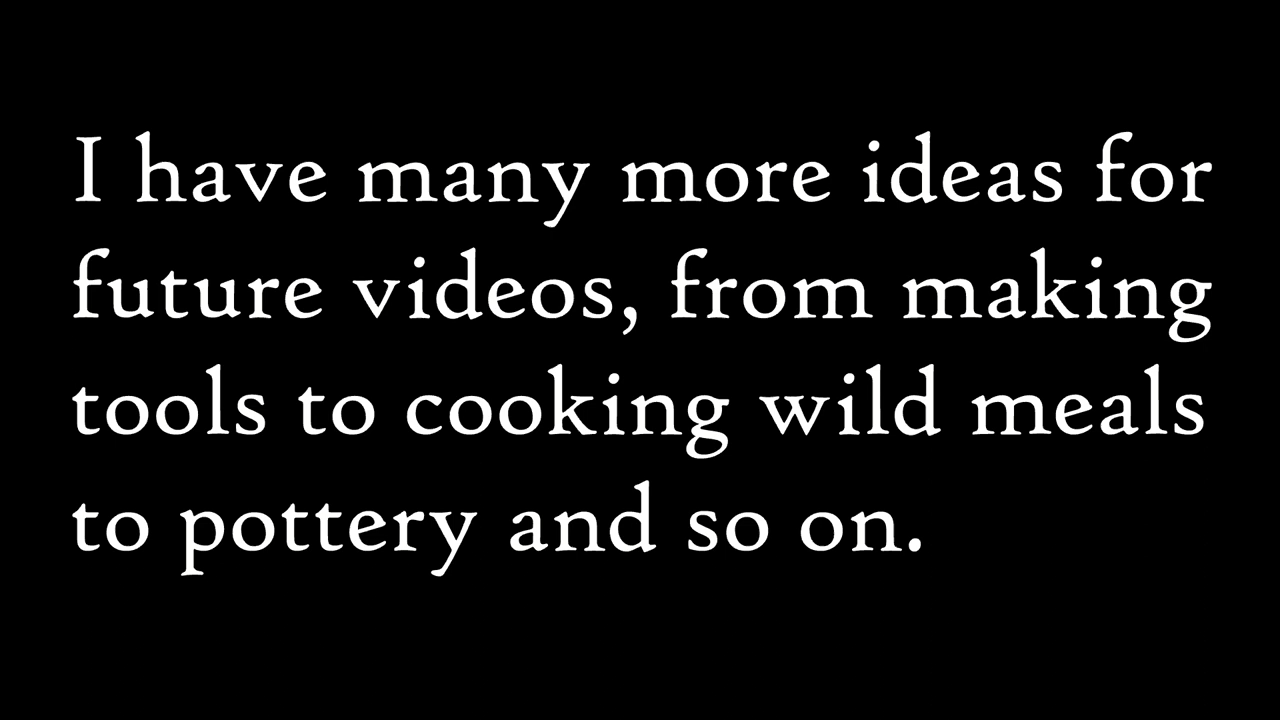 I have many more ideas for
future videos, from making
tools to cooking wild meals
to pottery and so on.